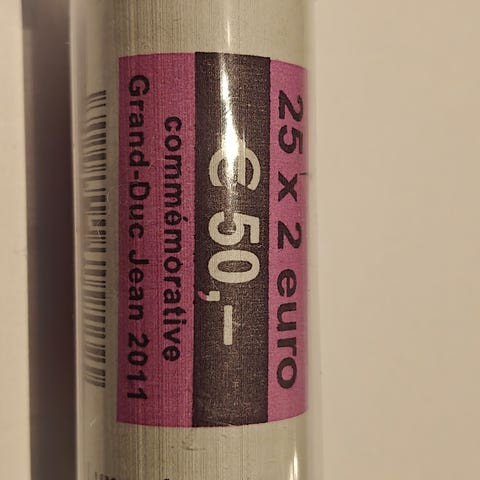 25 x 2 euro
€ 50,-
commémorative
Grand-Duc Jean 2011